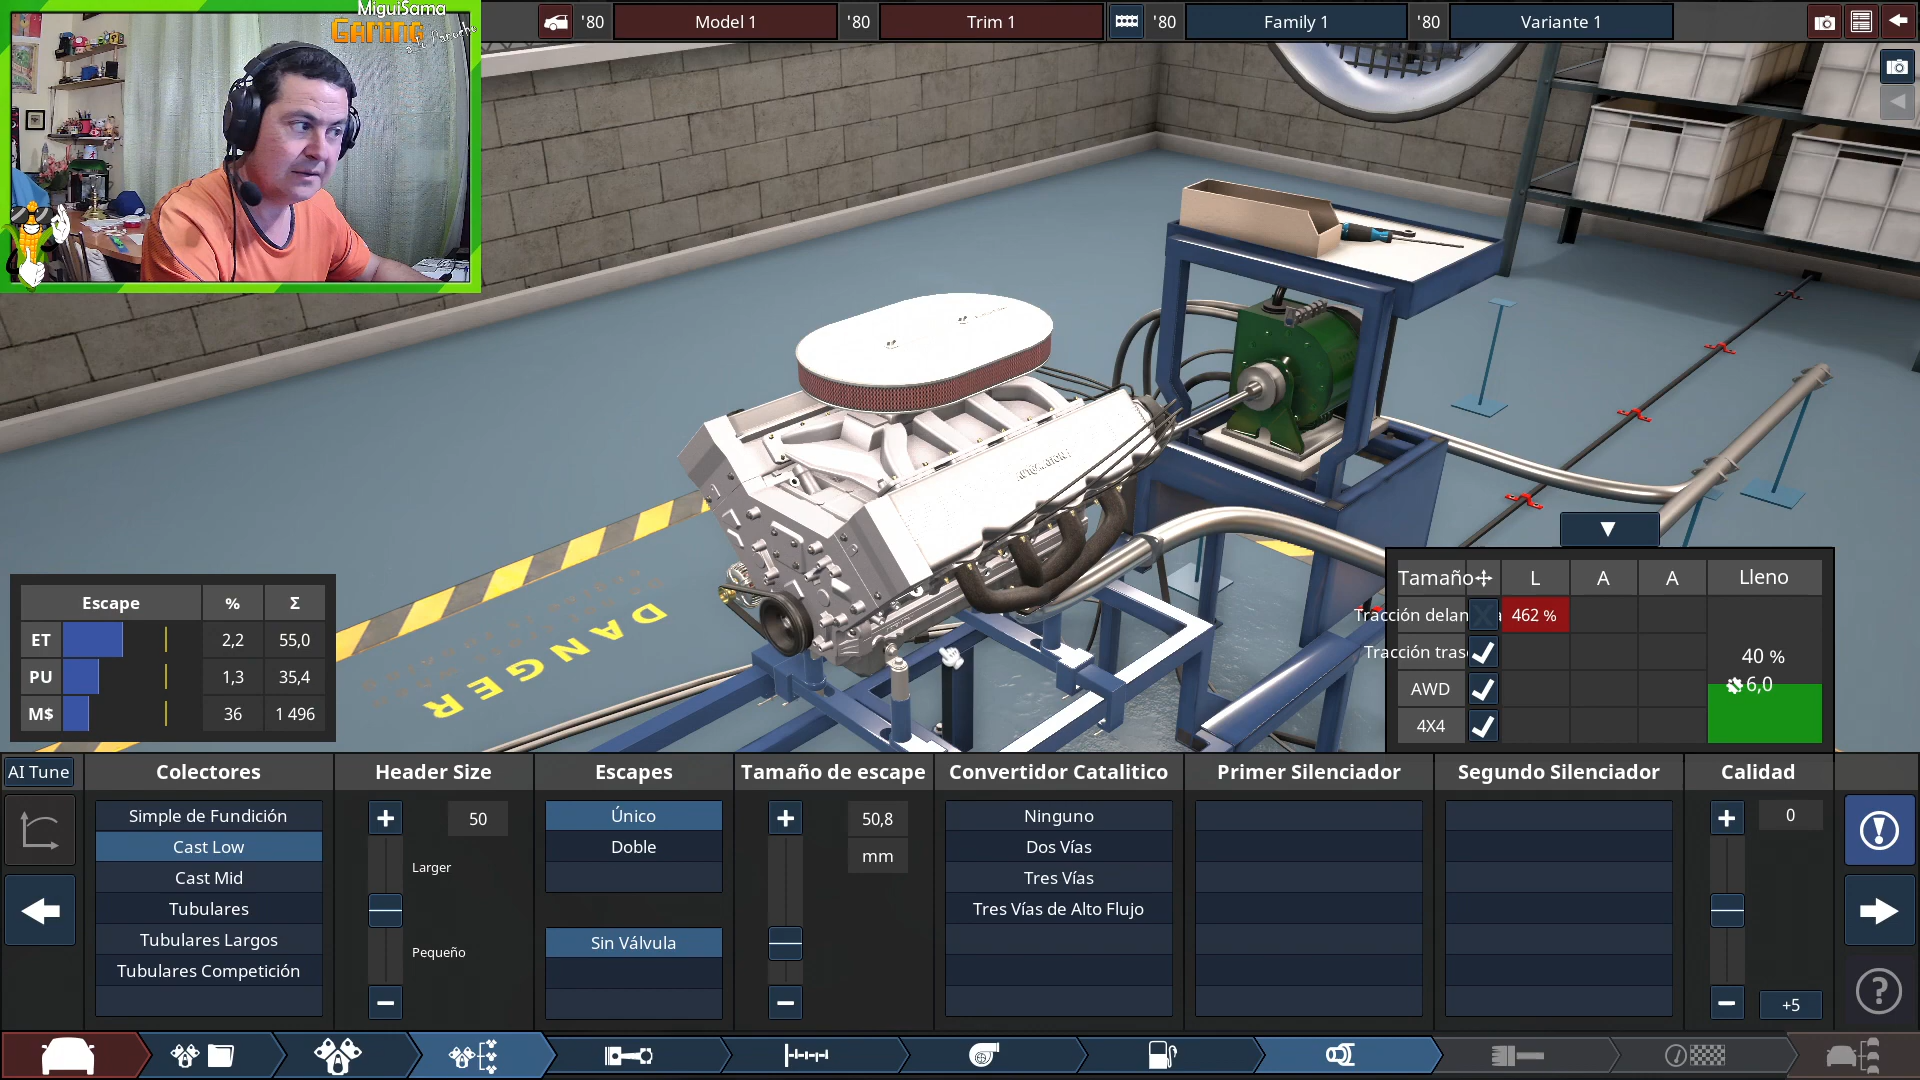 MiguiSama
GAMING
'80
Model 1
'80
Trim 1
'80
Family 1
'80
Variante 1
DANGER
Escape
%
Σ
ET
2,2
55,0
PU
1,3
35,4
M$
36
1 496
Tamaño
L
A
A
Lleno
Tracción delan
462 %
Tracción tras
AWD
4X4
40 %
6,0
AI Tune
Colectores
Header Size
Escapes
Tamaño de escape
Convertidor Catalitico
Primer Silenciador
Segundo Silenciador
Calidad
Simple de Fundición
Cast Low
Cast Mid
Tubulares
Tubulares Largos
Tubulares Competición
50
Larger
Pequeño
Único
Doble
Sin Válvula
50,8
mm
Ninguno
Dos Vías
Tres Vías
Tres Vías de Alto Flujo
0
+5